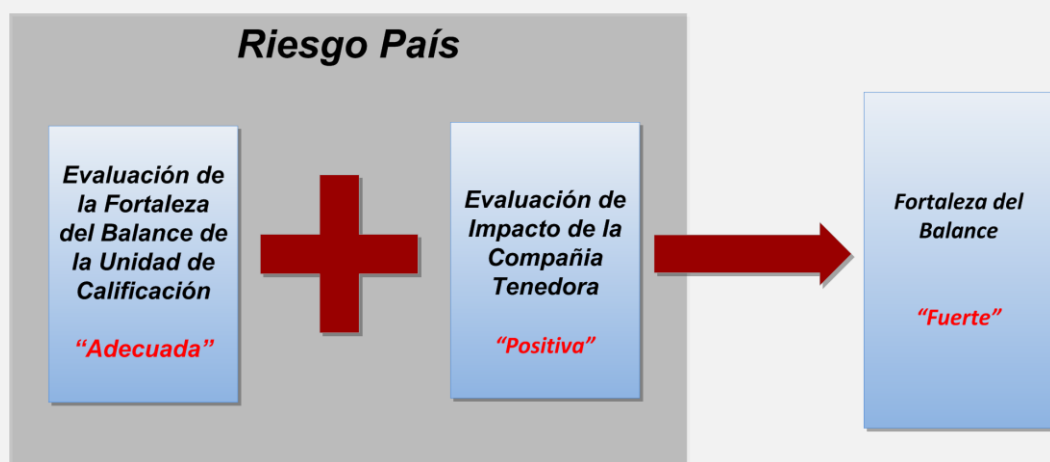 Riesgo País
Evaluación de
la Fortaleza
del Balance de
la Unidad de
Calificación
“Adecuada”
Evaluación de
Impacto de la
Compañia
Tenedora
“Positiva”
Fortaleza del
Balance
“Fuerte”